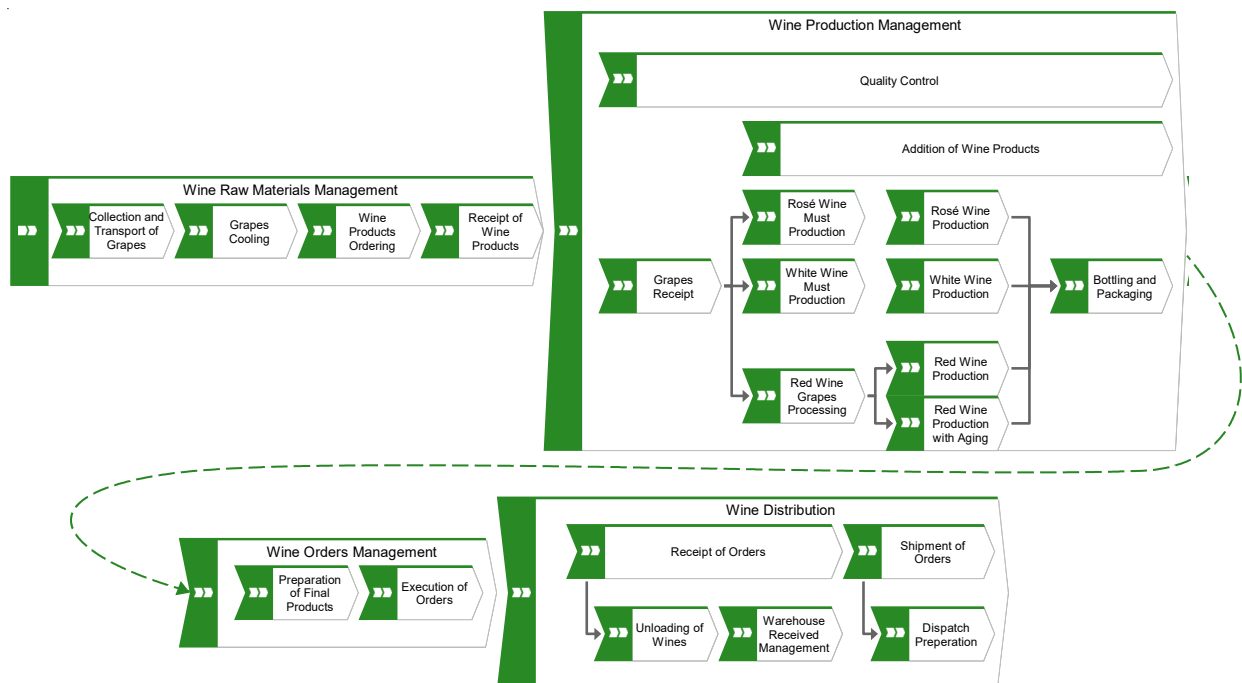 Wine Production Management
Quality Control
Addition of Wine Products
Wine Raw Materials Management
Collection and
Transport of
Grapes
Grapes
Cooling
Wine
Products
Ordering
Receipt of
Wine
Products
Grapes
Receipt
Rosé Wine
Must
Production
Rosé Wine
Production
White Wine
Must
Production
White Wine
Production
Bottling and
Packaging
Red Wine
Grapes
Processing
Red Wine
Production
Red Wine
Production
with Aging
Wine Orders Management
Preparation
of Final
Products
Execution of
Orders
Wine Distribution
Receipt of Orders
Shipment of
Orders
Unloading of
Wines
Warehouse
Received
Management
Dispatch
Preperation